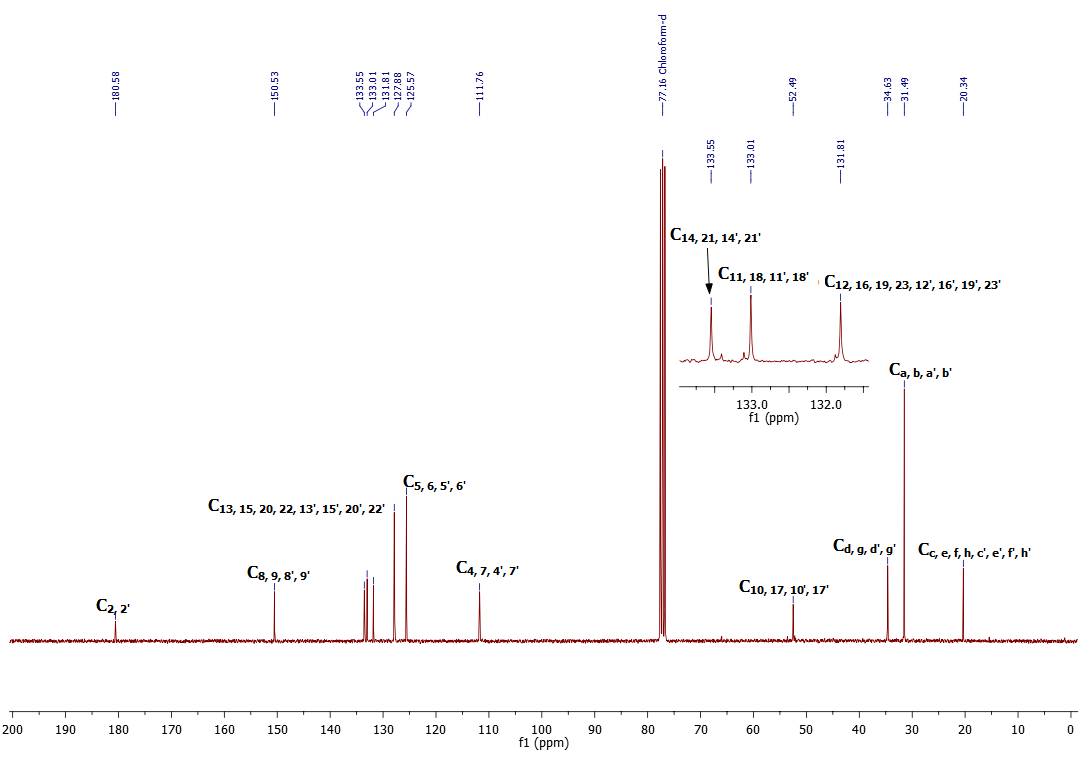 180.58
150.53
133.55
133.01
131.81
127.88
125.57
111.76
77.16 Chloroform-d
52.49
34.63
31.49
20.34
133.55
133.01
131.81
C14, 21, 14', 21'
C11, 18, 11', 18'
C12, 16, 19, 23, 12', 16', 19', 23'
Ca, b, a', b'
133.0 132.0
f1 (ppm)
C5, 6, 5', 6'
C13, 15, 20, 22, 13', 15', 20', 22'
Cd, g, d', g'
Cc, e, f, h, c', e', f', h'
C8, 9, 8', 9'
C4, 7, 4', 7'
C10, 17, 10', 17'
C2, 2'
200 190 180 170 160 150 140 130 120 110 100 90 80 70 60 50 40 30 20 10 0
f1 (ppm)